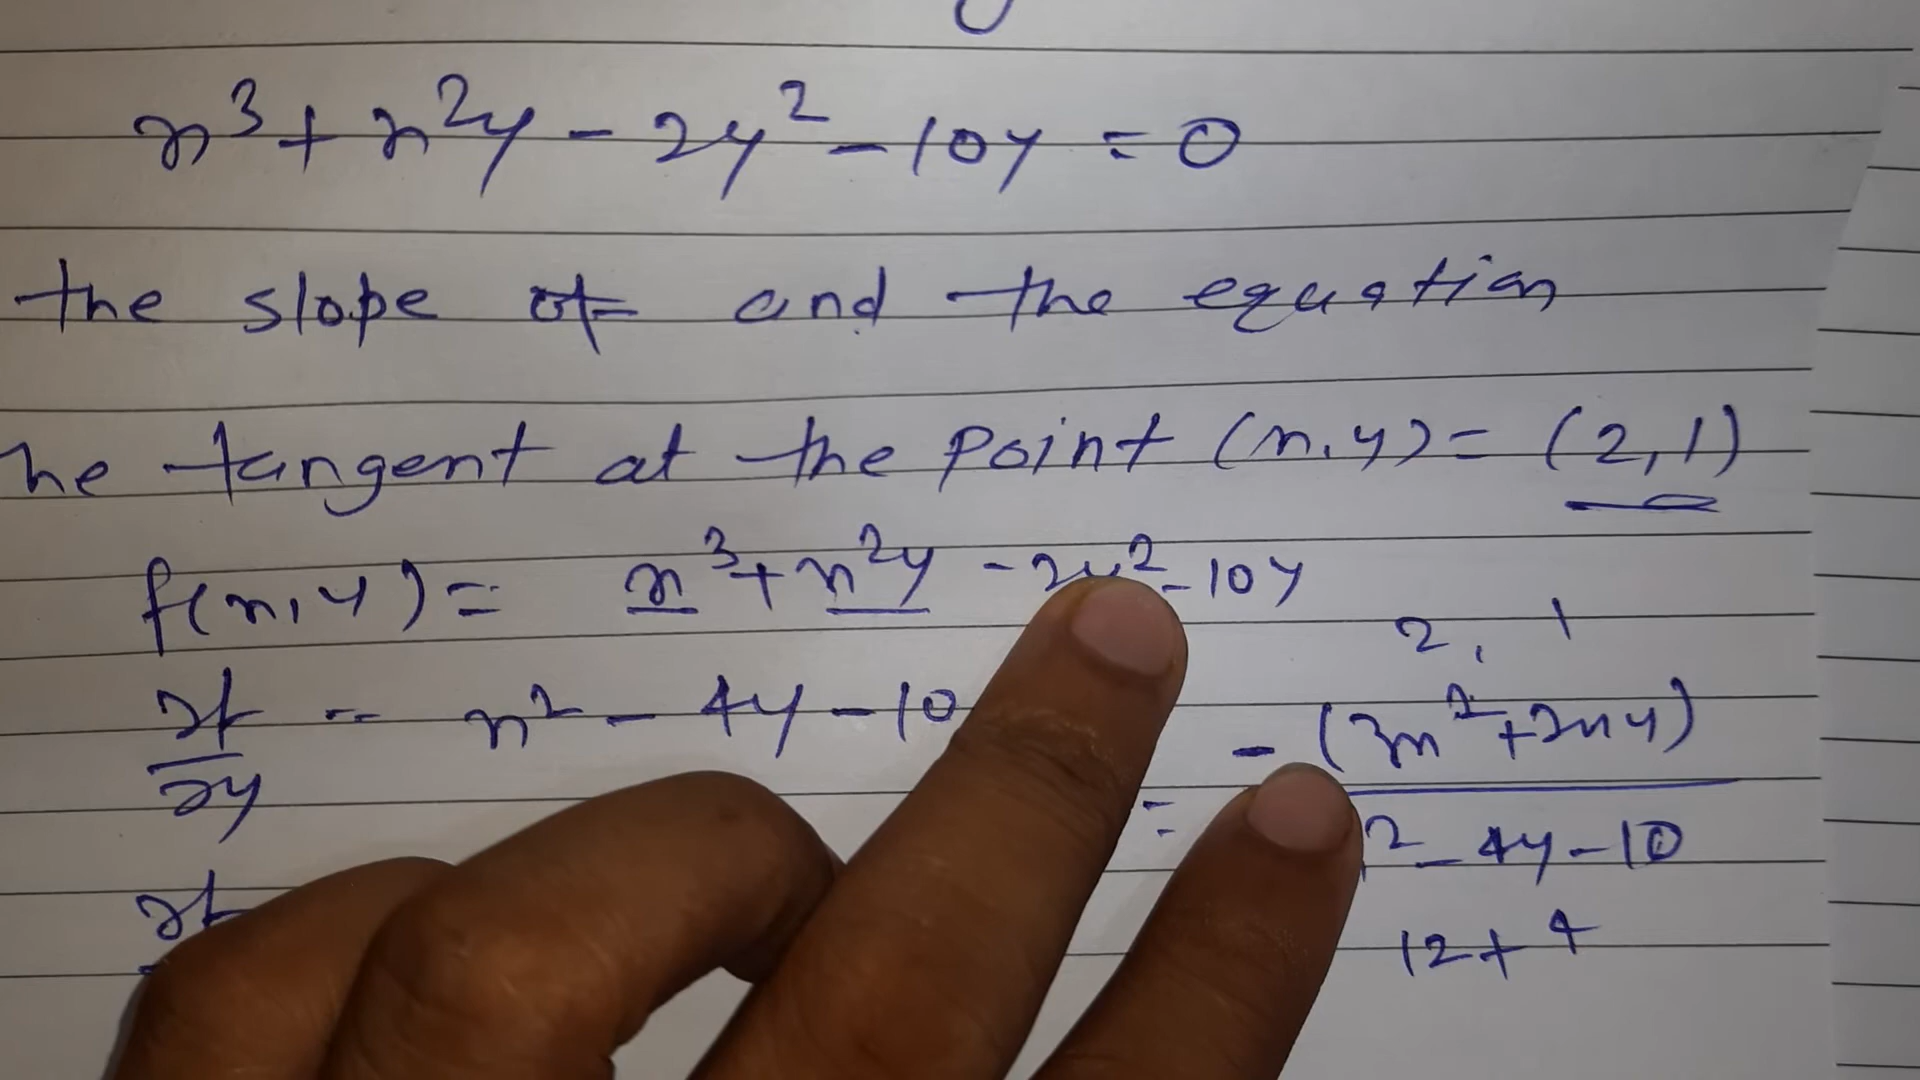 x³ + x²y - 2y² - 10y = 0
the slope of and the equation
he tangent at the point (x, y) = (2, 1)
f(x, y) = x³ + x²y - 2y² - 10y
2, 1
∂f/∂y = x² - 4y - 10
= -(3x² + 2xy)
² - 4y - 10
∂f
12 + 4